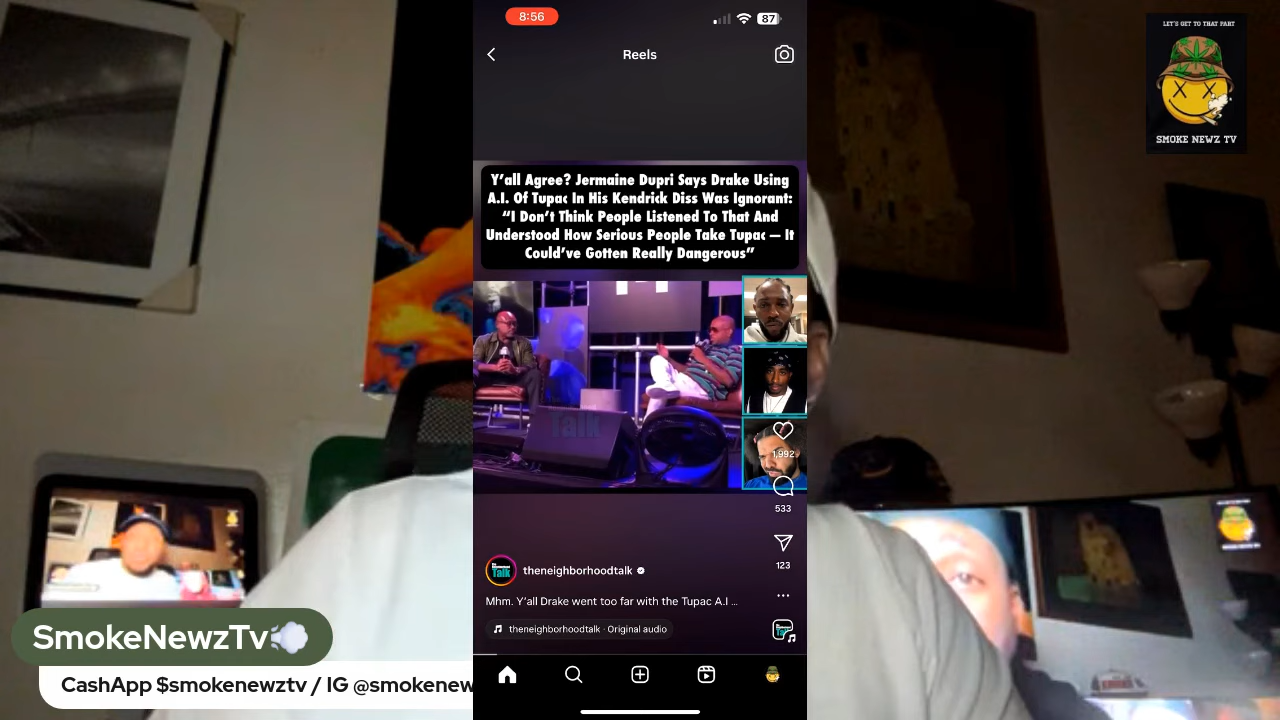 8:56
87
Reels
LET'S GET TO THAT PART
SMOKE NEWZ TV
Y'all Agree? Jermaine Dupri Says Drake Using
A.I. Of Tupac In His Kendrick Diss Was Ignorant:
“I Don't Think People Listened To That And
Understood How Serious People Take Tupac — It
Could've Gotten Really Dangerous”
Talk
1,992
533
123
theneighborhoodtalk
Mhm. Y'all Drake went too far with the Tupac A.I ...
theneighborhoodtalk · Original audio
SmokeNewzTv💨
CashApp $smokenewztv / IG @smokenew